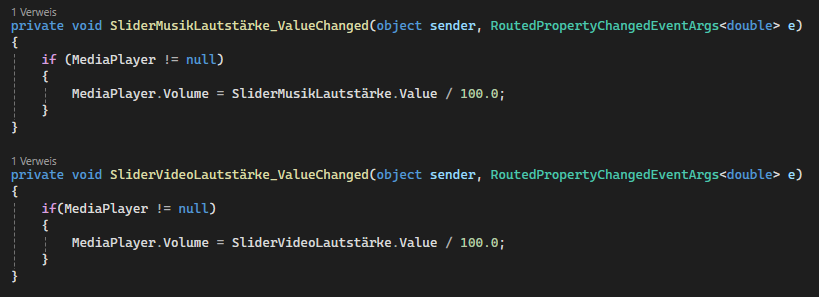 1 Verweis
private void SliderMusikLautstärke_ValueChanged(object sender, RoutedPropertyChangedEventArgs<double> e)
{
if (MediaPlayer != null)
{
MediaPlayer.Volume = SliderMusikLautstärke.Value / 100.0;
}
}
1 Verweis
private void SliderVideoLautstärke_ValueChanged(object sender, RoutedPropertyChangedEventArgs<double> e)
{
if(MediaPlayer != null)
{
MediaPlayer.Volume = SliderVideoLautstärke.Value / 100.0;
}
}